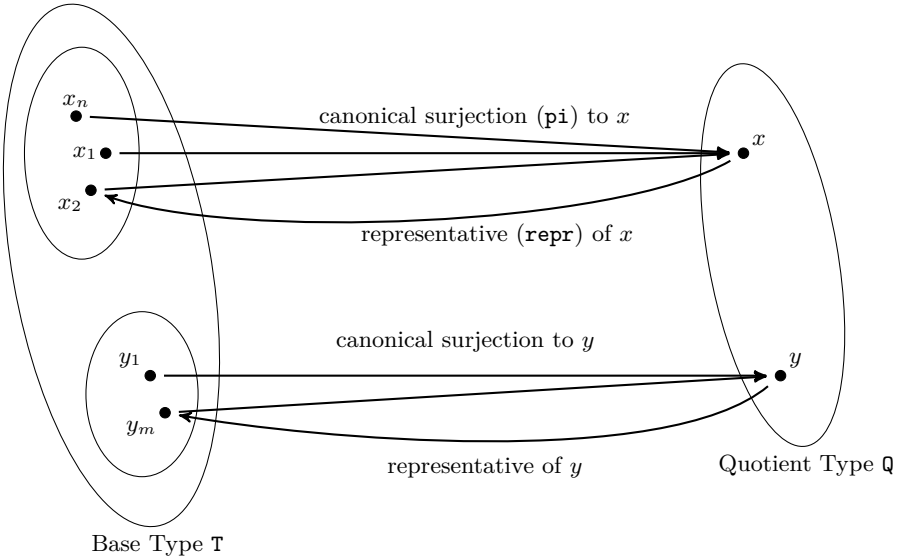 xₙ
canonical surjection (pi) to x
x
x₁
x₂
representative (repr) of x
canonical surjection to y
y₁
y
yₘ
representative of y
Quotient Type Q
Base Type T